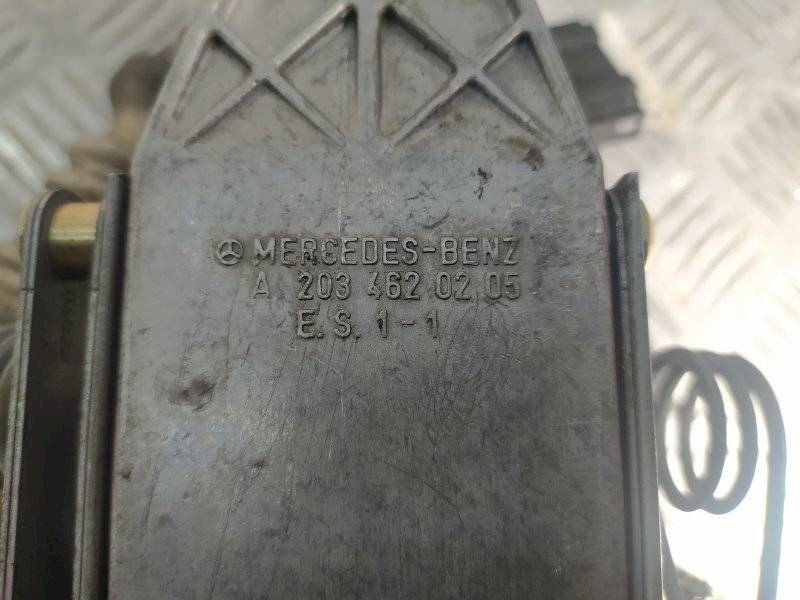 MERCEDES-BENZ
A 203 462 02 05
E.S. 1-1